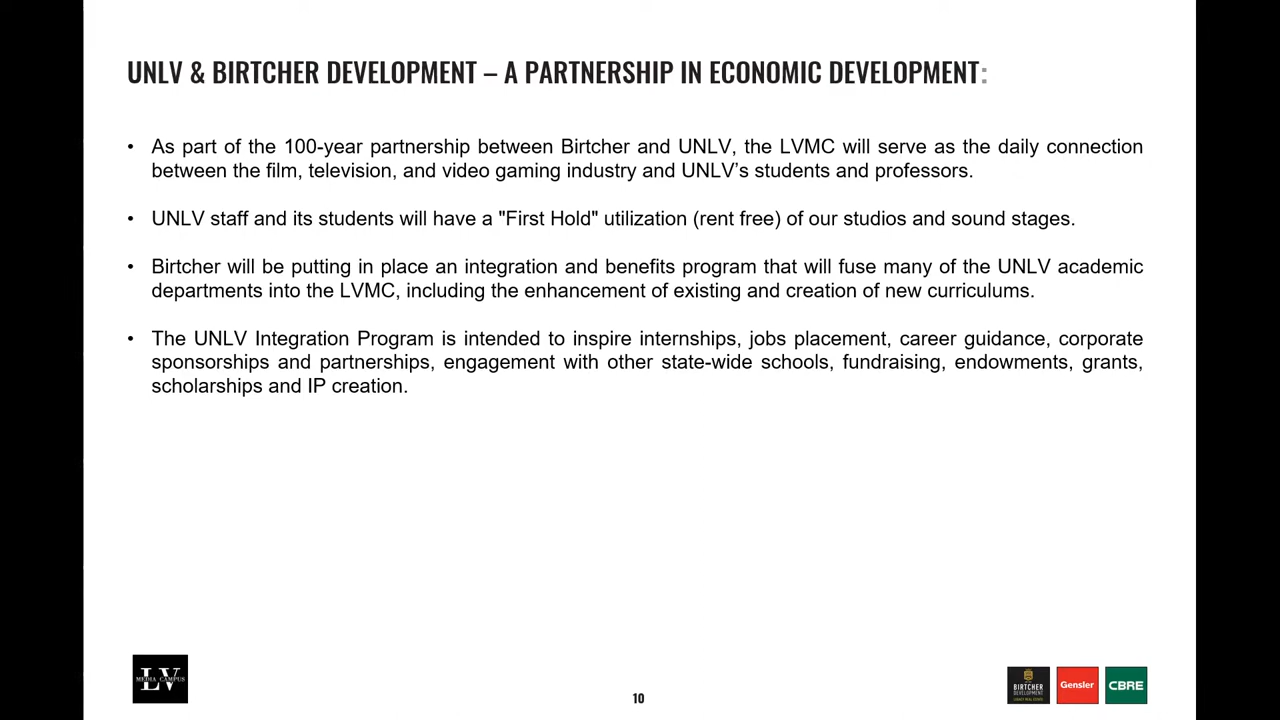 UNLV & BIRTCHER DEVELOPMENT – A PARTNERSHIP IN ECONOMIC DEVELOPMENT:
• As part of the 100-year partnership between Birtcher and UNLV, the LVMC will serve as the daily connection
between the film, television, and video gaming industry and UNLV’s students and professors.
• UNLV staff and its students will have a "First Hold" utilization (rent free) of our studios and sound stages.
• Birtcher will be putting in place an integration and benefits program that will fuse many of the UNLV academic
departments into the LVMC, including the enhancement of existing and creation of new curriculums.
• The UNLV Integration Program is intended to inspire internships, jobs placement, career guidance, corporate
sponsorships and partnerships, engagement with other state-wide schools, fundraising, endowments, grants,
scholarships and IP creation.
LV
MEDIA CAMPUS
10
BIRTCHER
DEVELOPMENT
Gensler
CBRE